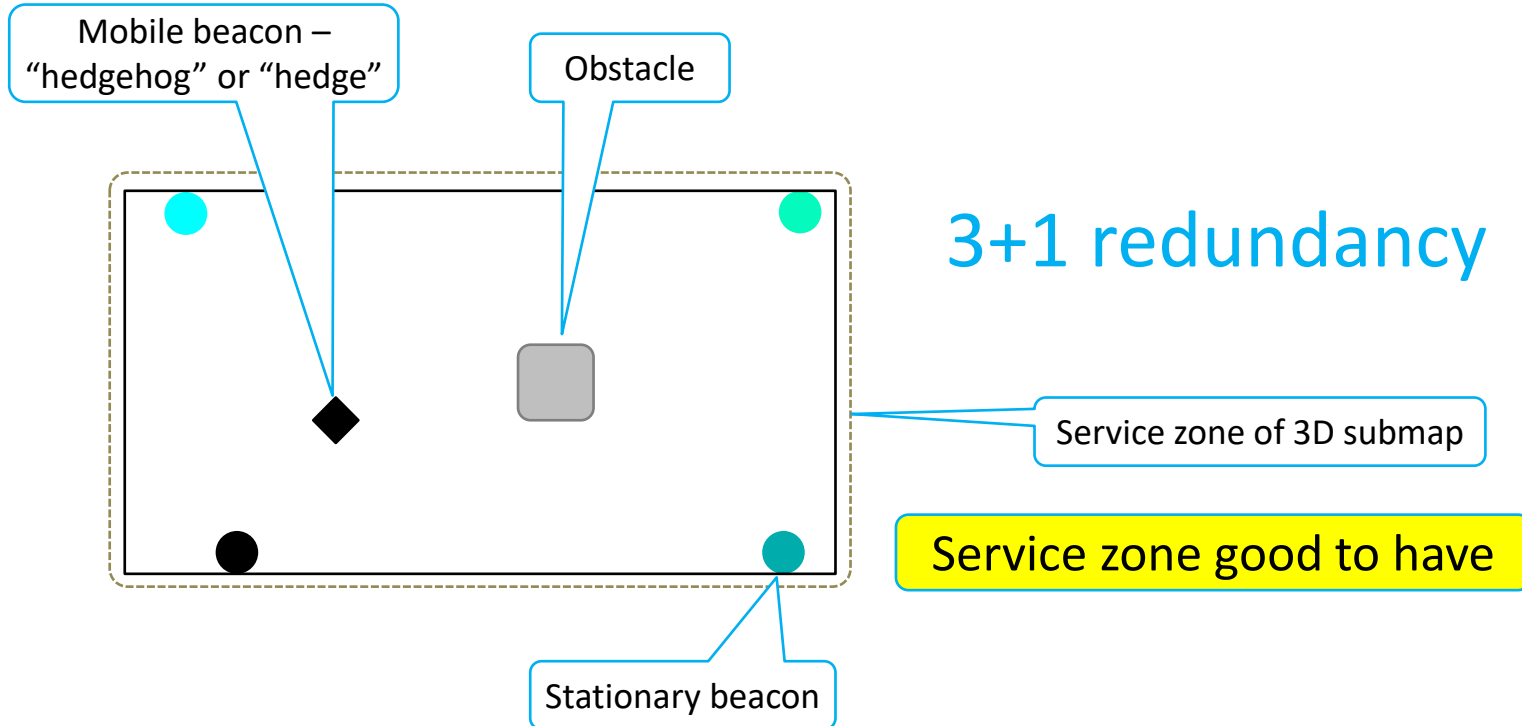 Mobile beacon –
“hedgehog” or “hedge”
Obstacle
3+1 redundancy
Service zone of 3D submap
Service zone good to have
Stationary beacon